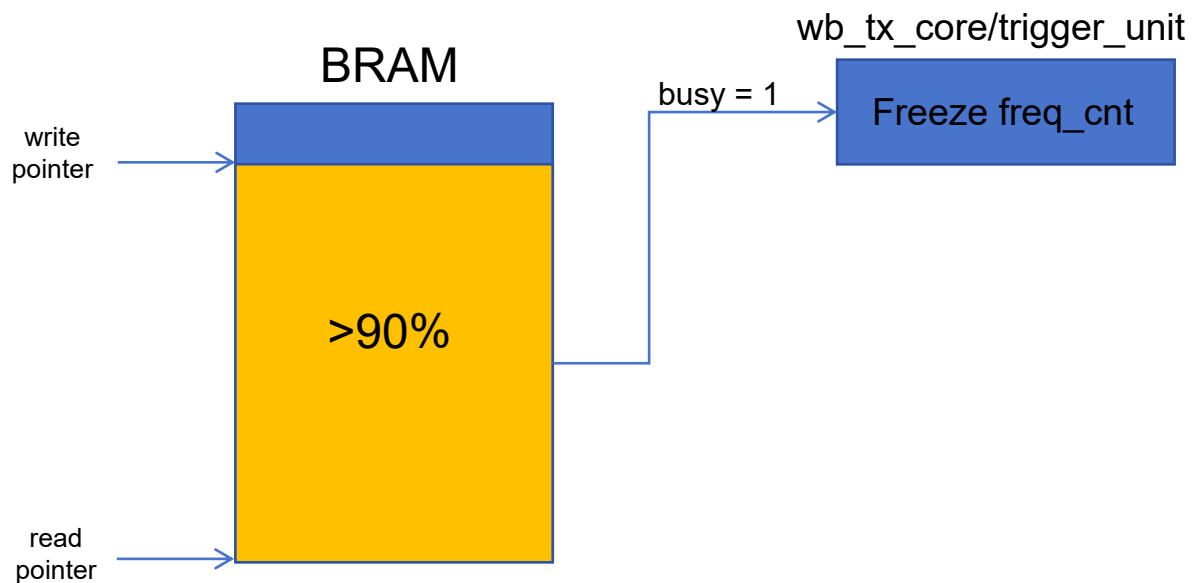 wb_tx_core/trigger_unit
BRAM
busy = 1
Freeze freq_cnt
write
pointer
>90%
read
pointer